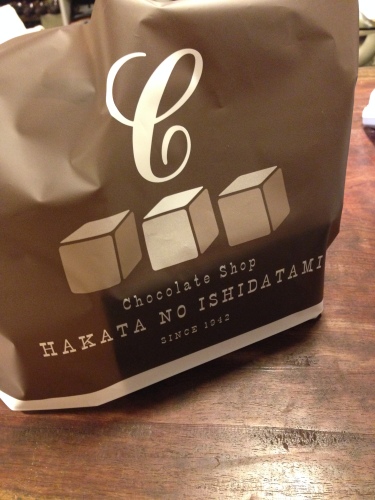 C
Chocolate Shop
HAKATA NO ISHIDATAMI
SINCE 1942